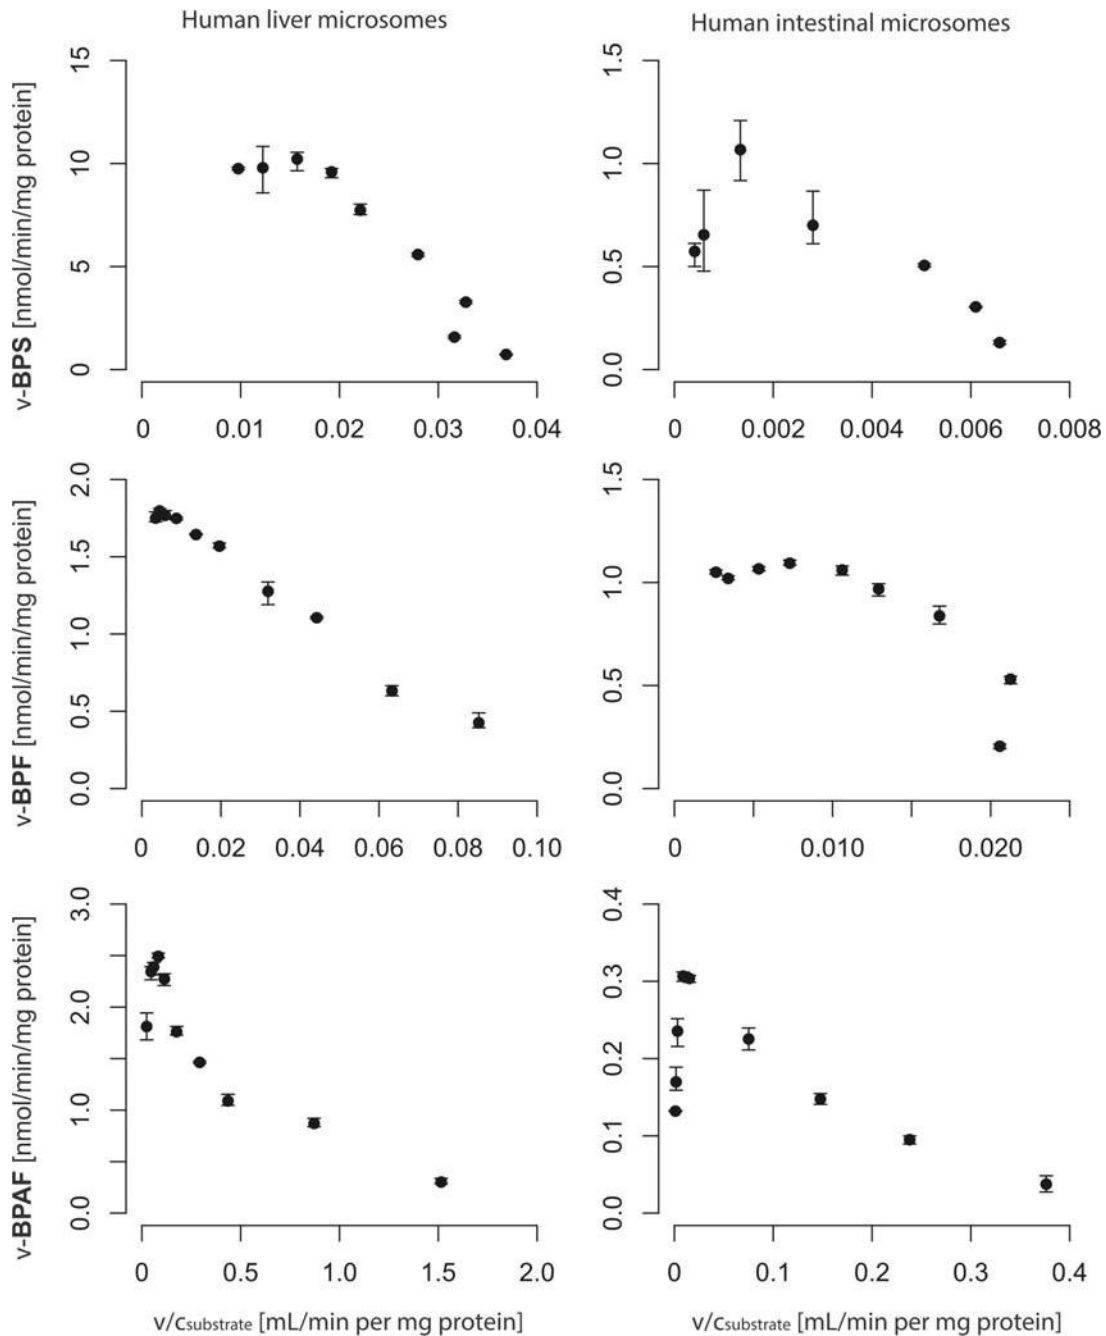 Human liver microsomes
Human intestinal microsomes
v-BPS [nmol/min/mg protein]
15
10
5
0
0 0.01 0.02 0.03 0.04
1.5
1.0
0.5
0.0
0 0.002 0.004 0.006 0.008
v-BPF [nmol/min/mg protein]
2.0
1.5
1.0
0.5
0.0
0 0.02 0.04 0.06 0.08 0.10
1.5
1.0
0.5
0.0
0 0.010 0.020
v-BPAF [nmol/min/mg protein]
3.0
2.0
1.0
0.0
0 0.5 1.0 1.5 2.0
0.4
0.3
0.2
0.1
0.0
0 0.1 0.2 0.3 0.4
v/csubstrate [mL/min per mg protein]
v/csubstrate [mL/min per mg protein]